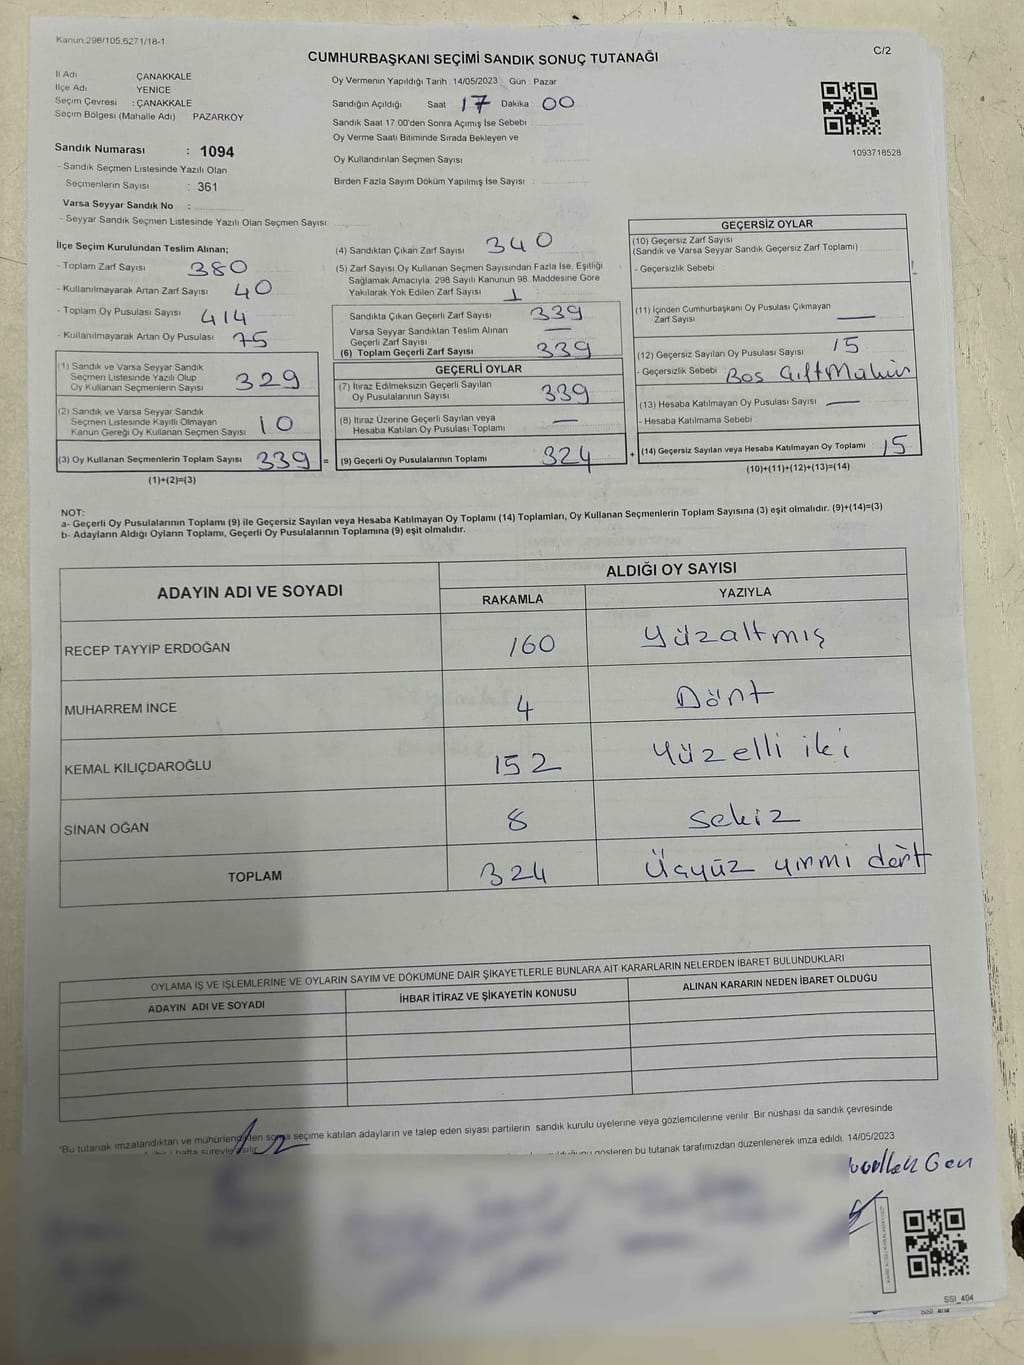 Kanun:298/105;6271/18-1
C/2
CUMHURBAŞKANI SEÇİMİ SANDIK SONUÇ TUTANAĞI
İl Adı ÇANAKKALE
İlçe Adı YENİCE
Seçim Çevresi : ÇANAKKALE
Seçim Bölgesi (Mahalle Adı) PAZARKÖY
Oy Vermenin Yapıldığı Tarih : 14/05/2023 Gün : Pazar
Sandığın Açıldığı Saat 17 Dakika 00
Sandık Saat 17:00'den Sonra Açımış İse Sebebi
Oy Verme Saati Bitiminde Sırada Bekleyen ve
Oy Kullandırılan Seçmen Sayısı
Birden Fazla Sayım Döküm Yapılmış İse Sayısı :
1093718528
Sandık Numarası : 1094
- Sandık Seçmen Listesinde Yazılı Olan
Seçmenlerin Sayısı : 361
Varsa Seyyar Sandık No :
- Seyyar Sandık Seçmen Listesinde Yazılı Olan Seçmen Sayısı:
İlçe Seçim Kurulundan Teslim Alınan;
- Toplam Zarf Sayısı 380
- Kullanılmayarak Artan Zarf Sayısı : 40
- Toplam Oy Pusulası Sayısı : 414
- Kullanılmayarak Artan Oy Pusulası : 75
(1) Sandık ve Varsa Seyyar Sandık
Seçmen Listesinde Yazılı Olup
Oy Kullanan Seçmenlerin Sayısı 329
(2) Sandık ve Varsa Seyyar Sandık
Seçmen Listesinde Kayıtlı Olmayan
Kanun Gereği Oy Kullanan Seçmen Sayısı 10
(3) Oy Kullanan Seçmenlerin Toplam Sayısı 339 =
(1)+(2)=(3)
(4) Sandıktan Çıkan Zarf Sayısı 340
(5) Zarf Sayısı Oy Kullanan Seçmen Sayısından Fazla İse, Eşitliği
Sağlamak Amacıyla, 298 Sayılı Kanunun 98. Maddesine Göre
Yakılarak Yok Edilen Zarf Sayısı : 1
Sandıkta Çıkan Geçerli Zarf Sayısı 339
Varsa Seyyar Sandıktan Teslim Alınan
Geçerli Zarf Sayısı —
(6) Toplam Geçerli Zarf Sayısı 339
GEÇERLİ OYLAR
(7) İtiraz Edilmeksizin Geçerli Sayılan
Oy Pusulalarının Sayısı 339
(8) İtiraz Üzerine Geçerli Sayılan veya
Hesaba Katılan Oy Pusulası Toplamı —
(9) Geçerli Oy Pusulalarının Toplamı 324 +
GEÇERSİZ OYLAR
(10) Geçersiz Zarf Sayısı
(Sandık ve Varsa Seyyar Sandık Geçersiz Zarf Toplamı) :
- Geçersizlik Sebebi :
(11) İçinden Cumhurbaşkanı Oy Pusulası Çıkmayan
Zarf Sayısı —
(12) Geçersiz Sayılan Oy Pusulası Sayısı 15
- Geçersizlik Sebebi : Boş Çift Mühür
(13) Hesaba Katılmayan Oy Pusulası Sayısı : —
- Hesaba Katılmama Sebebi :
(14) Geçersiz Sayılan veya Hesaba Katılmayan Oy Toplamı : 15
(10)+(11)+(12)+(13)=(14)
NOT:
a- Geçerli Oy Pusulalarının Toplamı (9) ile Geçersiz Sayılan veya Hesaba Katılmayan Oy Toplamı (14) Toplamları, Oy Kullanan Seçmenlerin Toplam Sayısına (3) eşit olmalıdır. (9)+(14)=(3)
b- Adayların Aldığı Oyların Toplamı, Geçerli Oy Pusulalarının Toplamına (9) eşit olmalıdır.
ADAYIN ADI VE SOYADI ALDIĞI OY SAYISI
RAKAMLA YAZIYLA
RECEP TAYYİP ERDOĞAN 160 Yüzaltmış
MUHARREM İNCE 4 Dört
KEMAL KILIÇDAROĞLU 152 Yüzelli iki
SİNAN OĞAN 8 Sekiz
TOPLAM 324 Üçyüz yirmi dört
OYLAMA İŞ VE İŞLEMLERİNE VE OYLARIN SAYIM VE DÖKÜMÜNE DAİR ŞİKAYETLERLE BUNLARA AİT KARARLARIN NELERDEN İBARET BULUNDUKLARI
ADAYIN ADI VE SOYADI İHBAR İTİRAZ VE ŞİKAYETİN KONUSU ALINAN KARARIN NEDEN İBARET OLDUĞU
*Bu tutanak imzalandıktan ve mühürlendikten sonra seçime katılan adayların ve talep eden siyasi partilerin sandık kurulu üyelerine veya gözlemcilerine verilir. Bir nüshası da sandık çevresinde
hafta süreyle asılır. gösteren bu tutanak tarafımızdan düzenlenerek imza edildi. 14/05/2023
SSI_404
SSI_404